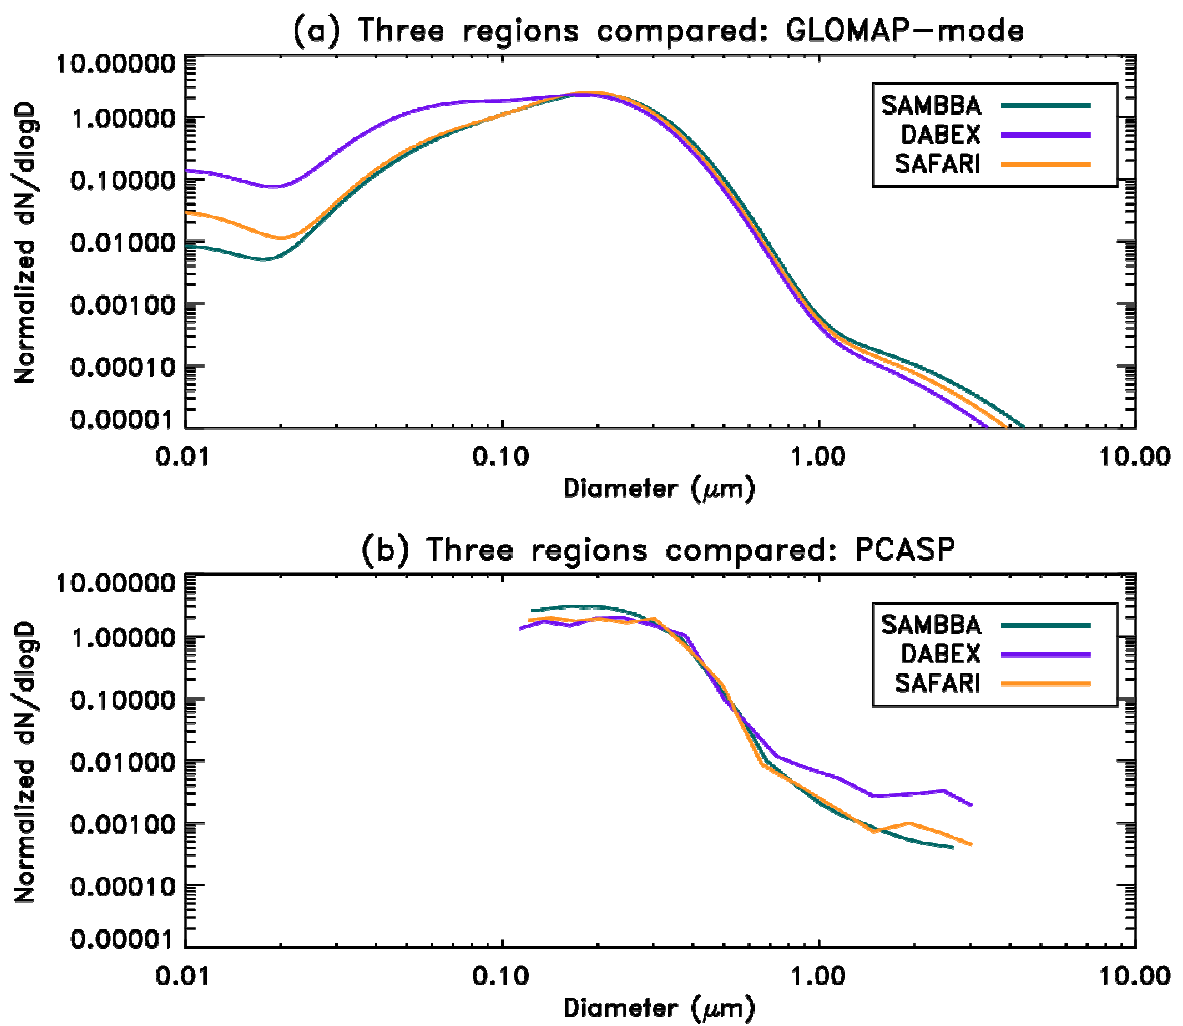 (a) Three regions compared: GLOMAP-mode
Normalized dN/dlogD
10.00000
1.00000
0.10000
0.01000
0.00100
0.00010
0.00001
SAMBBA
DABEX
SAFARI
0.01 0.10 1.00 10.00
Diameter (μm)
(b) Three regions compared: PCASP
Normalized dN/dlogD
10.00000
1.00000
0.10000
0.01000
0.00100
0.00010
0.00001
SAMBBA
DABEX
SAFARI
0.01 0.10 1.00 10.00
Diameter (μm)